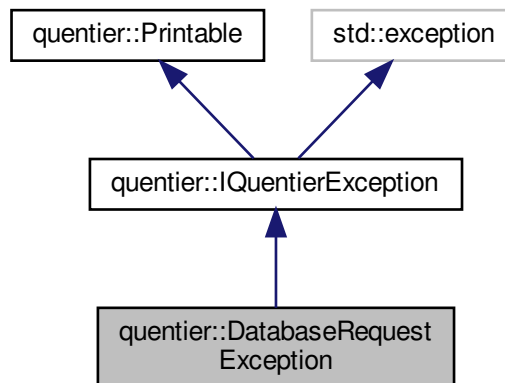 quentier::Printable
std::exception
quentier::IQuentierException
quentier::DatabaseRequest
Exception